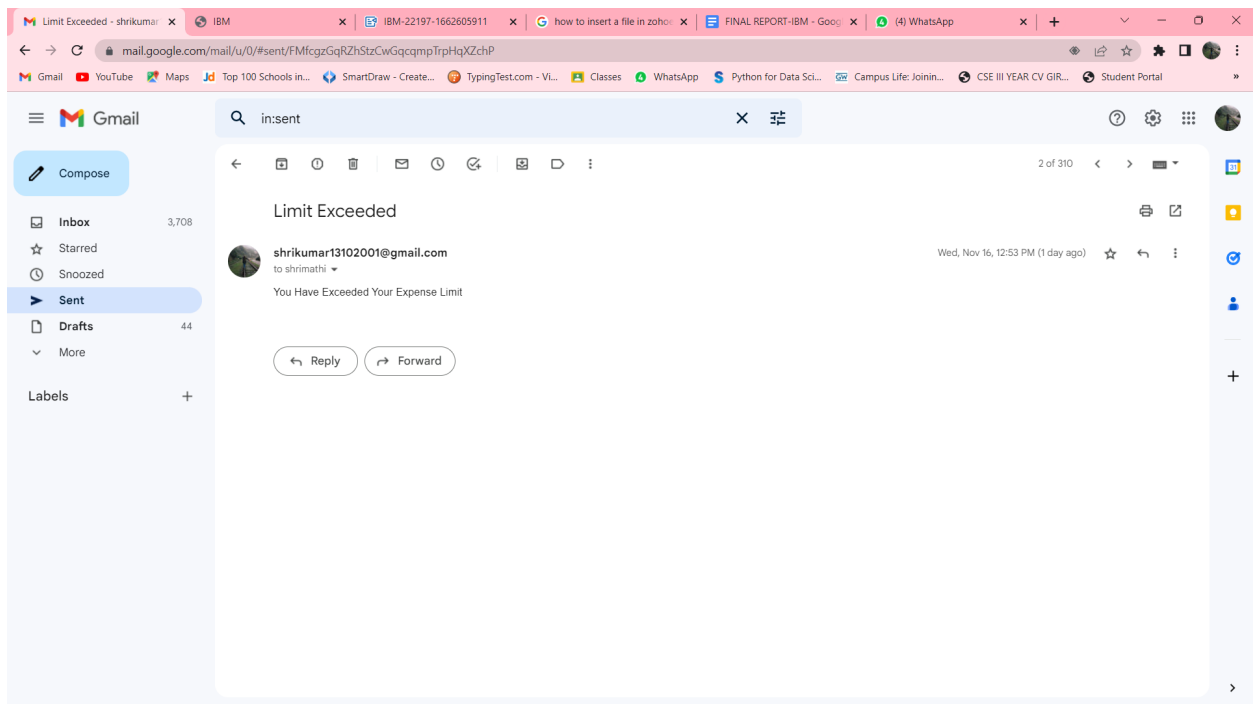 Limit Exceeded - shrikumar
IBM
IBM-22197-1662605911
how to insert a file in zohoo
FINAL REPORT-IBM - Goog
(4) WhatsApp
mail.google.com/mail/u/0/#sent/FMfcgzGqRZhStzCwGqcqmpTrpHqXZchP
Gmail YouTube Maps Jd Top 100 Schools in... SmartDraw - Create... TypingTest.com - Vi... Classes WhatsApp Python for Data Sci... Campus Life: Joinin... CSE III YEAR CV GIR... Student Portal »
Gmail
in:sent
Compose
2 of 310
31
Limit Exceeded
Inbox 3,708
Starred
Snoozed
Sent
Drafts 44
More
Labels
shrikumar13102001@gmail.com
Wed, Nov 16, 12:53 PM (1 day ago)
to shrimathi
You Have Exceeded Your Expense Limit
Reply
Forward